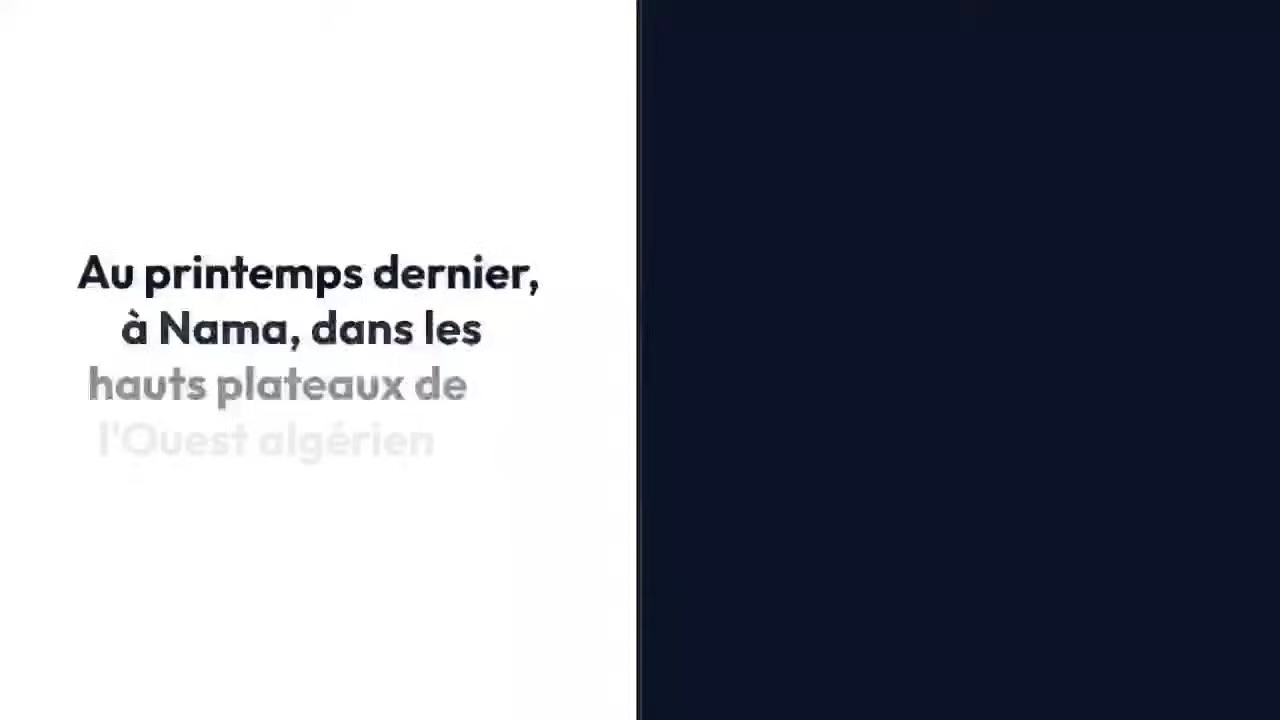 Au printemps dernier,
à Nama, dans les
hauts plateaux de
l'Ouest algérien